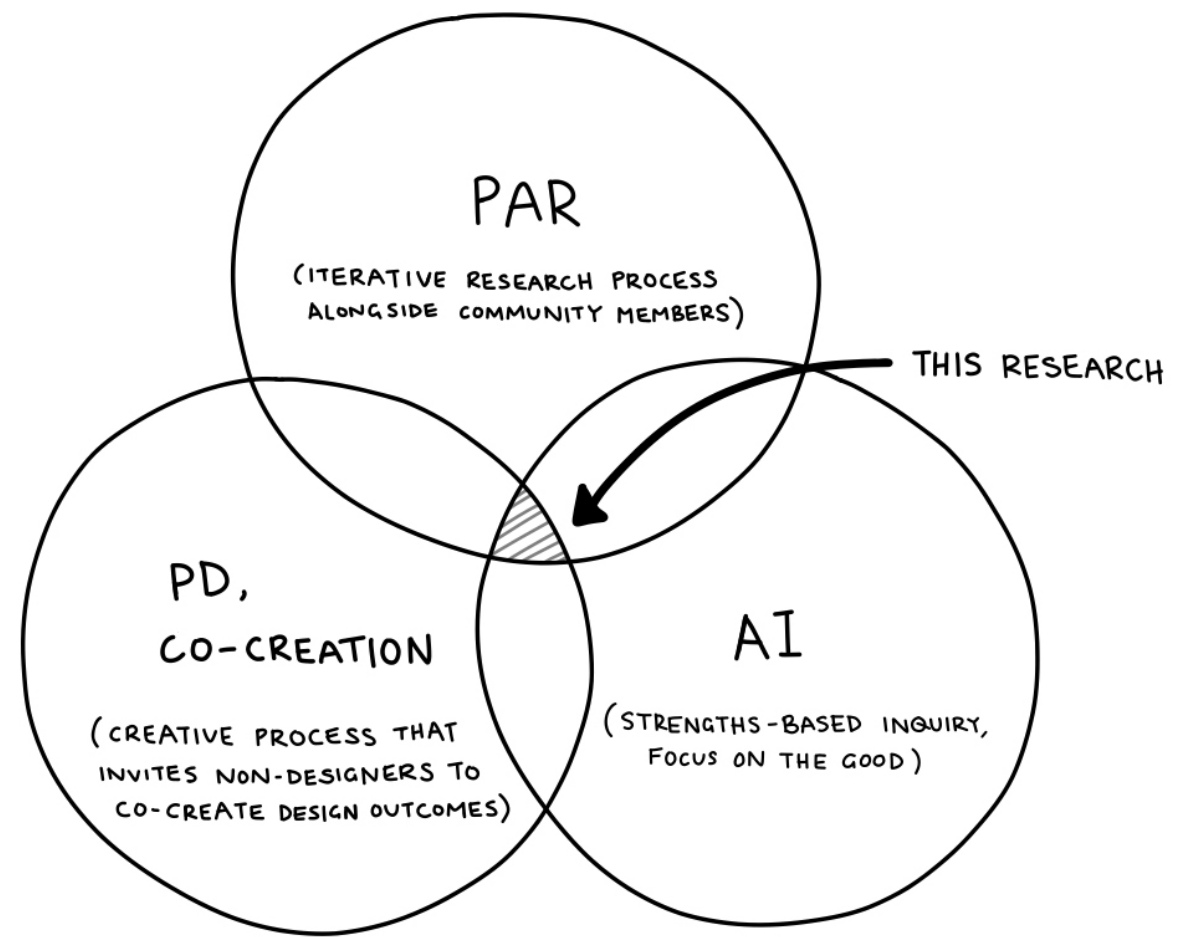 PAR
(ITERATIVE RESEARCH PROCESS
ALONGSIDE COMMUNITY MEMBERS)
THIS RESEARCH
PD,
CO-CREATION
(CREATIVE PROCESS THAT
INVITES NON-DESIGNERS TO
CO-CREATE DESIGN OUTCOMES)
AI
(STRENGTHS-BASED INQUIRY,
FOCUS ON THE GOOD)